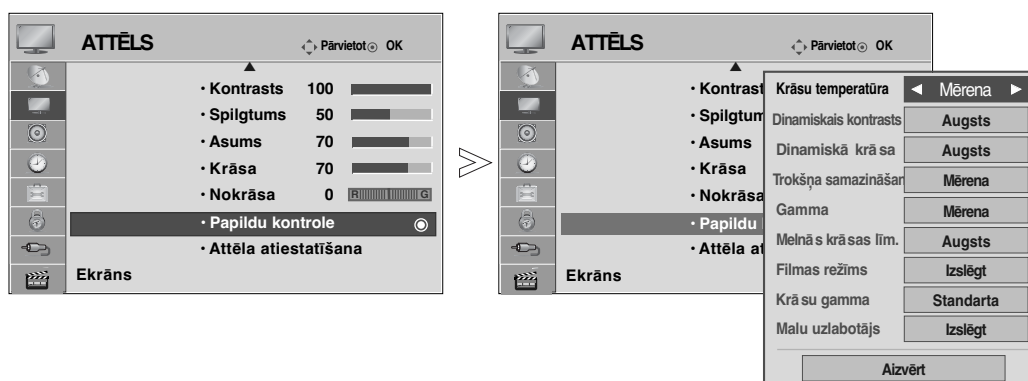 ATTĒLS Pārvietot OK
• Kontrasts 100
• Spilgtums 50
• Asums 70
• Krāsa 70
• Nokrāsa 0 R G
• Papildu kontrole
• Attēla atiestatīšana
Ekrāns
ATTĒLS Pārvietot OK
• Kontrast
• Spilgtum
• Asums
• Krāsa
• Nokrāsa
• Papildu
• Attēla at
Ekrāns
Krāsu temperatūra ◄ Mērena ►
Dinamiskais kontrasts Augsts
Dinamiskā krāsa Augsts
Trokšņa samazināšan Mērena
Gamma Mērena
Melnās krāsas līm. Augsts
Filmas režīms Izslēgt
Krāsu gamma Standarta
Malu uzlabotājs Izslēgt
Aizvērt